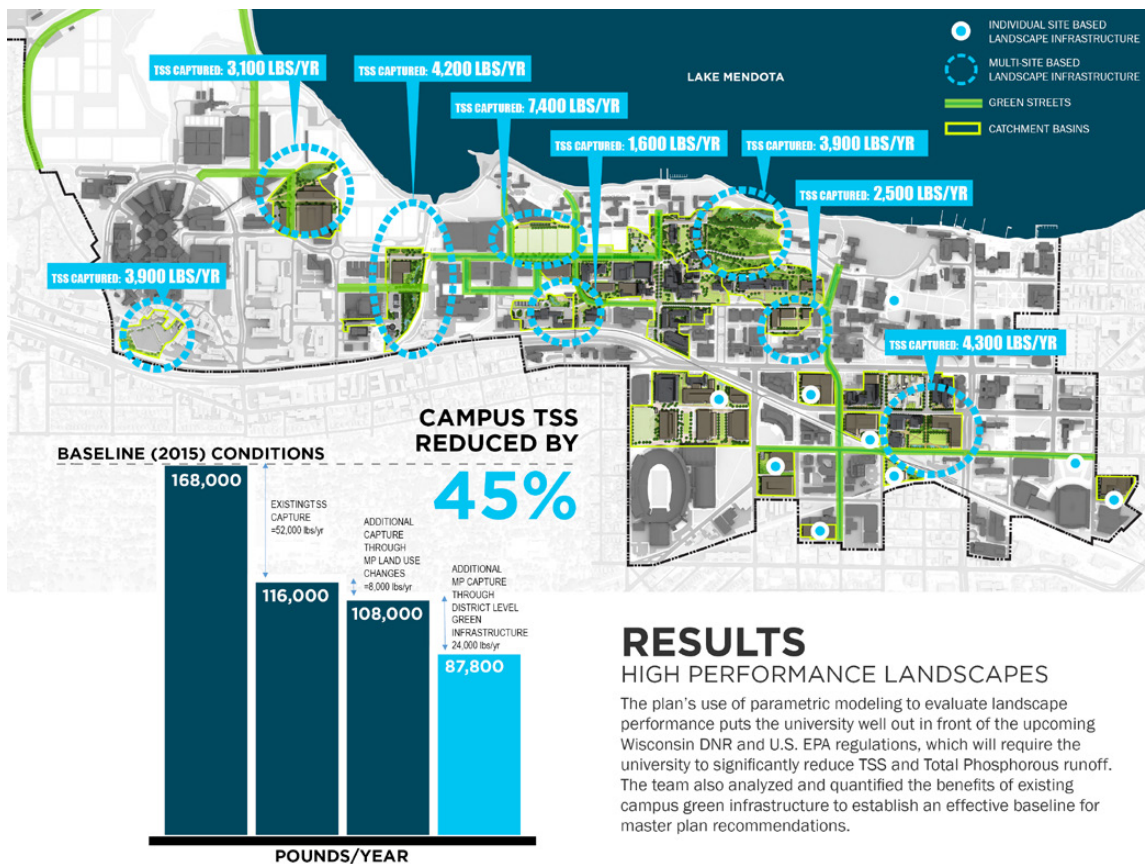 INDIVIDUAL SITE BASED
LANDSCAPE INFRASTRUCTURE
MULTI-SITE BASED
LANDSCAPE INFRASTRUCTURE
GREEN STREETS
CATCHMENT BASINS
LAKE MENDOTA
TSS CAPTURED: 3,100 LBS/YR
TSS CAPTURED: 4,200 LBS/YR
TSS CAPTURED: 7,400 LBS/YR
TSS CAPTURED: 1,600 LBS/YR
TSS CAPTURED: 3,900 LBS/YR
TSS CAPTURED: 2,500 LBS/YR
TSS CAPTURED: 3,900 LBS/YR
TSS CAPTURED: 4,300 LBS/YR
CAMPUS TSS
REDUCED BY
45%
BASELINE (2015) CONDITIONS
168,000
EXISTINGTSS
CAPTURE
=52,000 lbs/yr
116,000
ADDITIONAL
CAPTURE
THROUGH
MP LAND USE
CHANGES
=8,000 lbs/yr
108,000
ADDITIONAL
MP CAPTURE
THROUGH
DISTRICT LEVEL
GREEN
INFRASTRUCTURE
24,000 lbs/yr
87,800
POUNDS/YEAR
RESULTS
HIGH PERFORMANCE LANDSCAPES
The plan's use of parametric modeling to evaluate landscape
performance puts the university well out in front of the upcoming
Wisconsin DNR and U.S. EPA regulations, which will require the
university to significantly reduce TSS and Total Phosphorous runoff.
The team also analyzed and quantified the benefits of existing
campus green infrastructure to establish an effective baseline for
master plan recommendations.